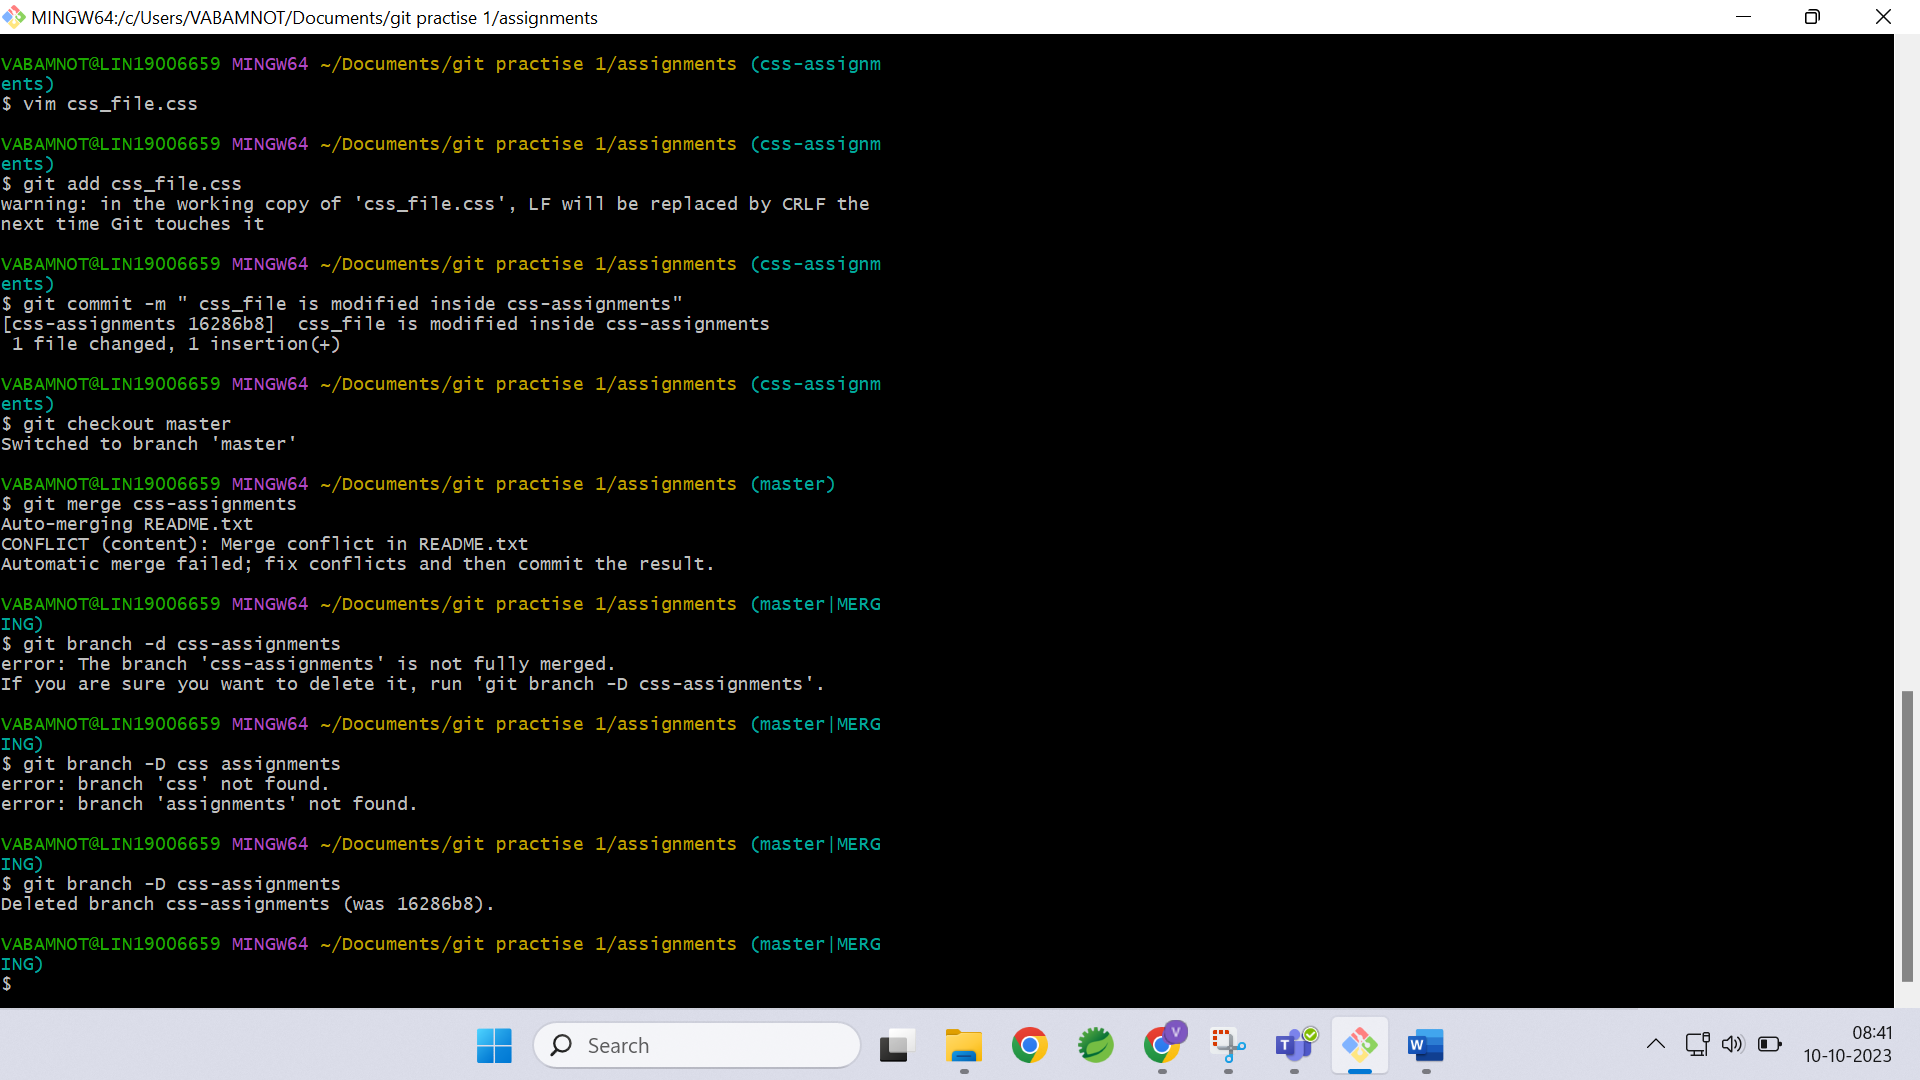 MINGW64:/c/Users/VABAMNOT/Documents/git practise 1/assignments
VABAMNOT@LIN19006659 MINGW64 ~/Documents/git practise 1/assignments (css-assignm
ents)
$ vim css_file.css
VABAMNOT@LIN19006659 MINGW64 ~/Documents/git practise 1/assignments (css-assignm
ents)
$ git add css_file.css
warning: in the working copy of 'css_file.css', LF will be replaced by CRLF the
next time Git touches it
VABAMNOT@LIN19006659 MINGW64 ~/Documents/git practise 1/assignments (css-assignm
ents)
$ git commit -m " css_file is modified inside css-assignments"
[css-assignments 16286b8]  css_file is modified inside css-assignments
 1 file changed, 1 insertion(+)
VABAMNOT@LIN19006659 MINGW64 ~/Documents/git practise 1/assignments (css-assignm
ents)
$ git checkout master
Switched to branch 'master'
VABAMNOT@LIN19006659 MINGW64 ~/Documents/git practise 1/assignments (master)
$ git merge css-assignments
Auto-merging README.txt
CONFLICT (content): Merge conflict in README.txt
Automatic merge failed; fix conflicts and then commit the result.
VABAMNOT@LIN19006659 MINGW64 ~/Documents/git practise 1/assignments (master|MERG
ING)
$ git branch -d css-assignments
error: The branch 'css-assignments' is not fully merged.
If you are sure you want to delete it, run 'git branch -D css-assignments'.
VABAMNOT@LIN19006659 MINGW64 ~/Documents/git practise 1/assignments (master|MERG
ING)
$ git branch -D css assignments
error: branch 'css' not found.
error: branch 'assignments' not found.
VABAMNOT@LIN19006659 MINGW64 ~/Documents/git practise 1/assignments (master|MERG
ING)
$ git branch -D css-assignments
Deleted branch css-assignments (was 16286b8).
VABAMNOT@LIN19006659 MINGW64 ~/Documents/git practise 1/assignments (master|MERG
ING)
$
Search
V
T
W
08:41
10-10-2023